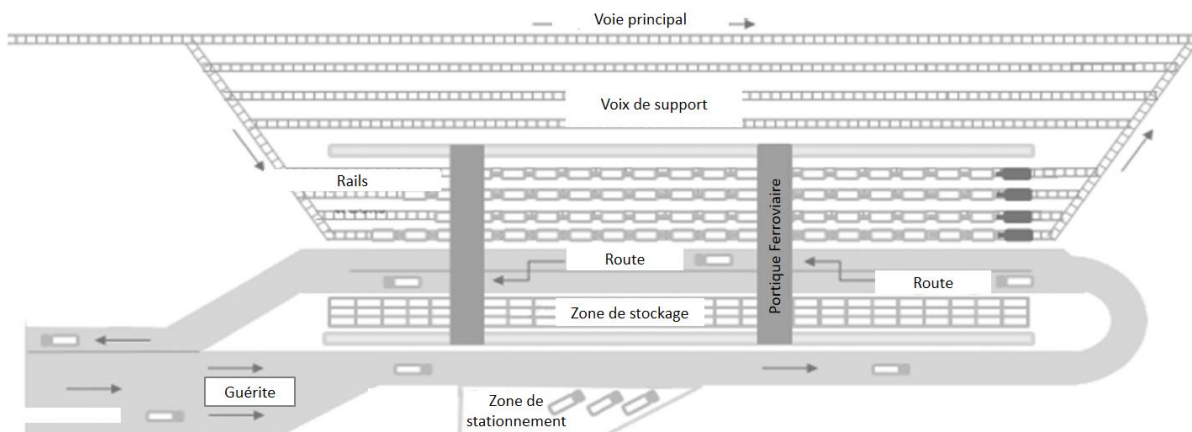 Voie principal
Voix de support
Rails
Portique Ferroviaire
Route
Route
Zone de stockage
Guérite
Zone de
stationnement